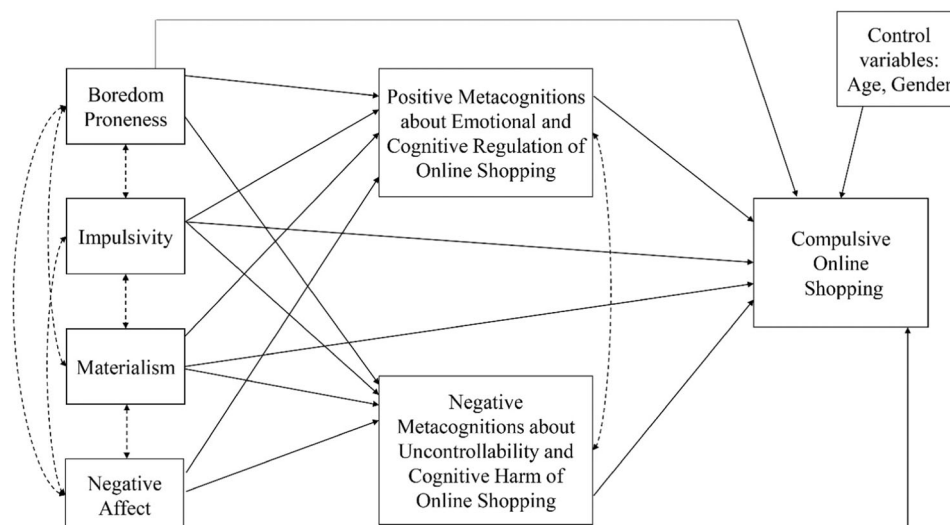 Boredom
Proneness
Impulsivity
Materialism
Negative
Affect
Positive Metacognitions
about Emotional and
Cognitive Regulation of
Online Shopping
Negative
Metacognitions about
Uncontrollability and
Cognitive Harm of
Online Shopping
Control
variables:
Age, Gender
Compulsive
Online
Shopping